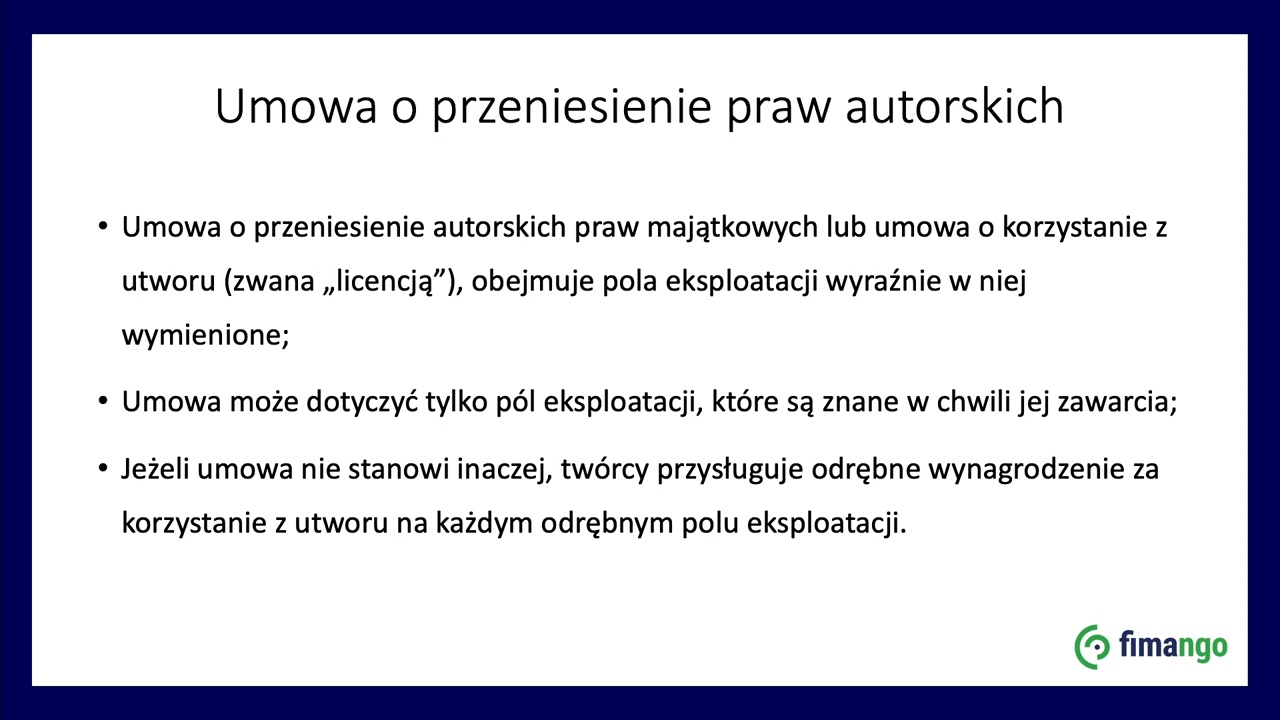 Umowa o przeniesienie praw autorskich
• Umowa o przeniesienie autorskich praw majątkowych lub umowa o korzystanie z
utworu (zwana „licencją”), obejmuje pola eksploatacji wyraźnie w niej
wymienione;
• Umowa może dotyczyć tylko pól eksploatacji, które są znane w chwili jej zawarcia;
• Jeżeli umowa nie stanowi inaczej, twórcy przysługuje odrębne wynagrodzenie za
korzystanie z utworu na każdym odrębnym polu eksploatacji.
fimango